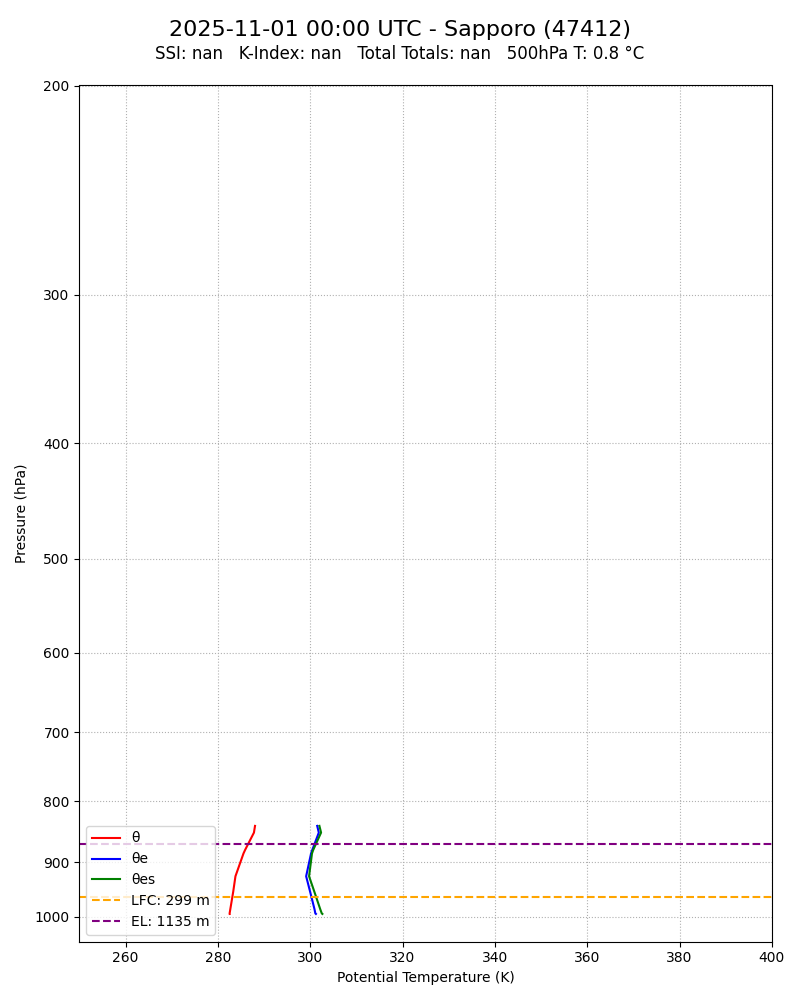 2025-11-01 00:00 UTC - Sapporo (47412)
SSI: nan   K-Index: nan   Total Totals: nan   500hPa T: 0.8 °C
Pressure (hPa)
200
300
400
500
600
700
800
900
1000
θ
θe
θes
LFC: 299 m
EL: 1135 m
260 280 300 320 340 360 380 400
Potential Temperature (K)